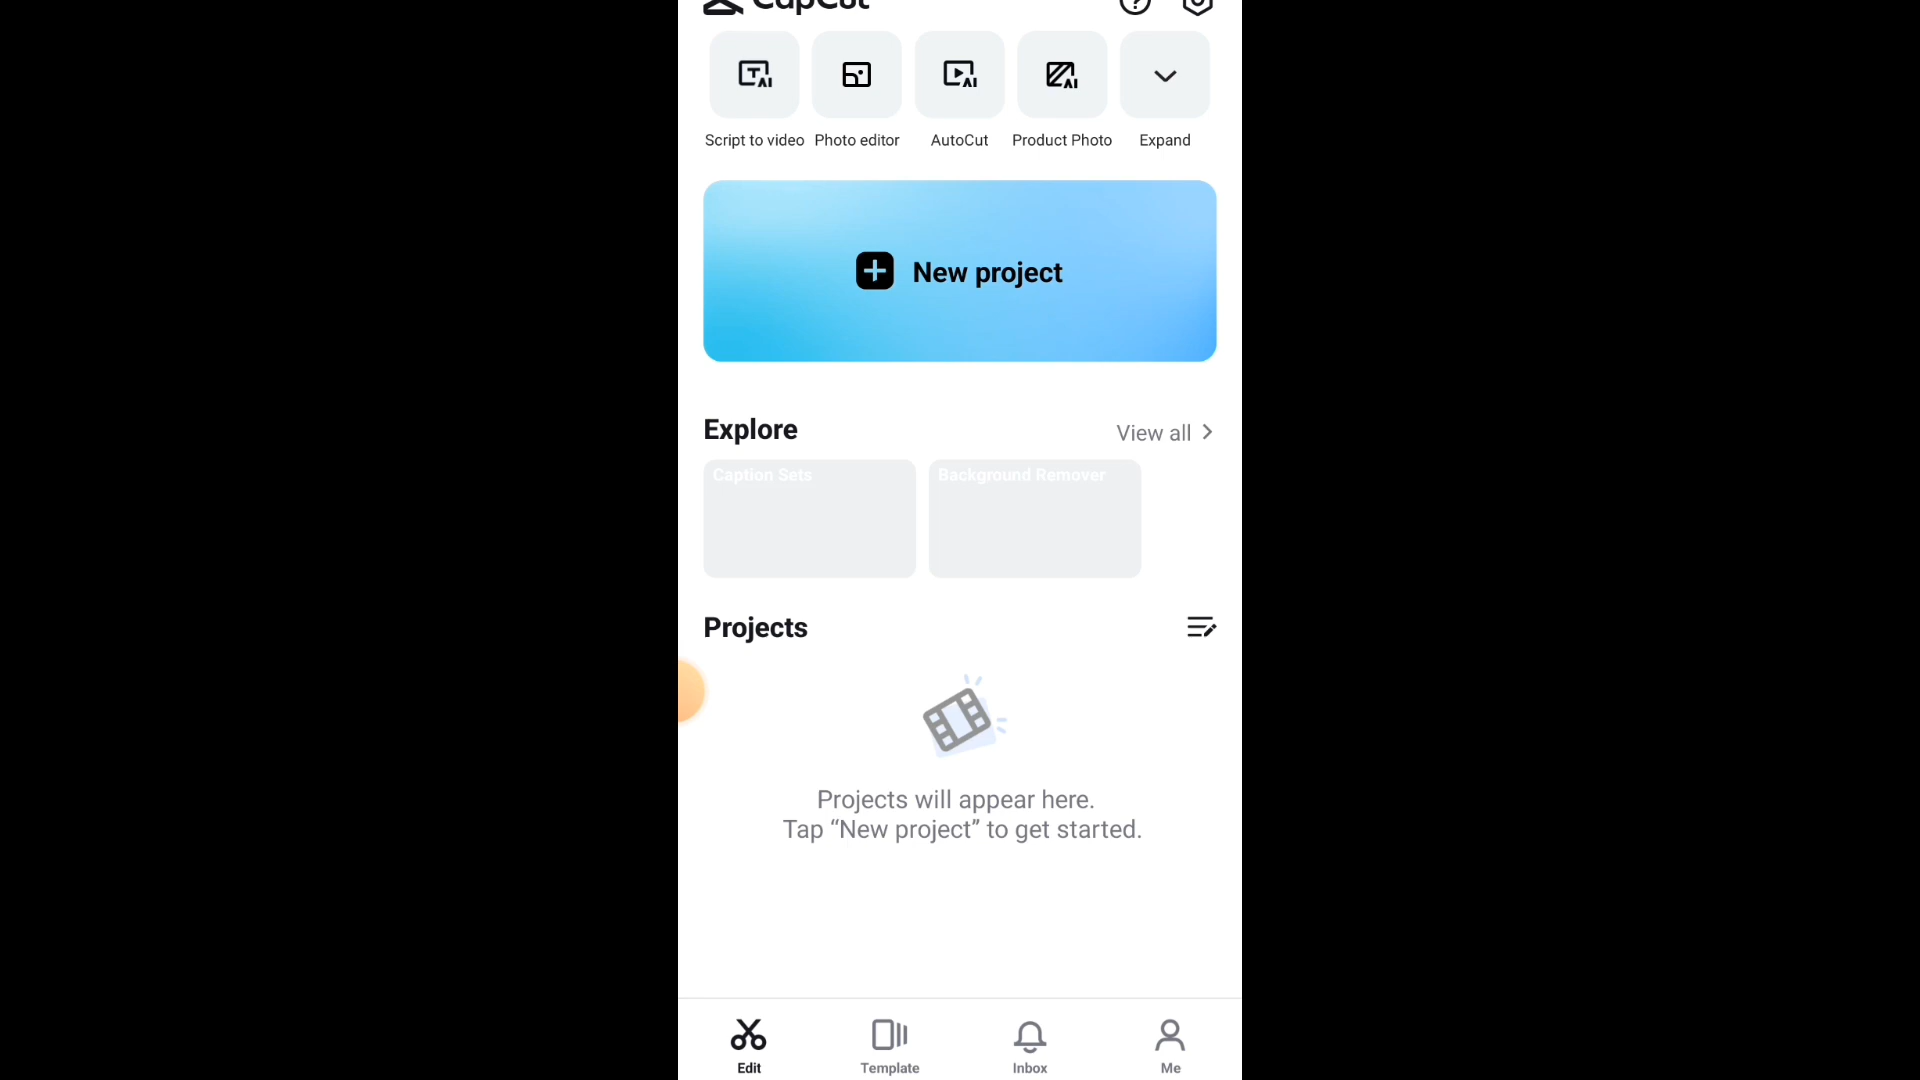 CapCut
Script to video
Photo editor
AutoCut
Product Photo
Expand
New project
Explore
View all
Caption Sets
Background Remover
Projects
Projects will appear here.
Tap “New project” to get started.
Edit
Template
Inbox
Me